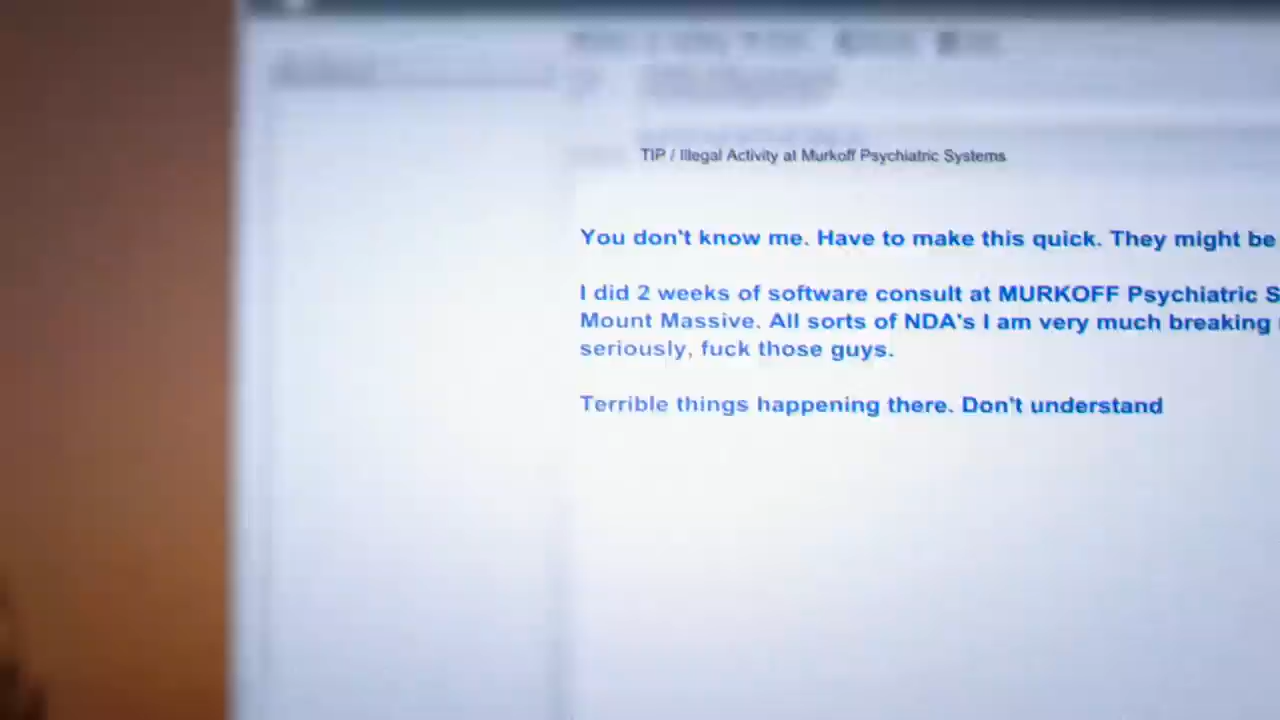 TIP / Illegal Activity at Murkoff Psychiatric Systems
You don't know me. Have to make this quick. They might be
I did 2 weeks of software consult at MURKOFF Psychiatric S
Mount Massive. All sorts of NDA's I am very much breaking
seriously, fuck those guys.
Terrible things happening there. Don't understand